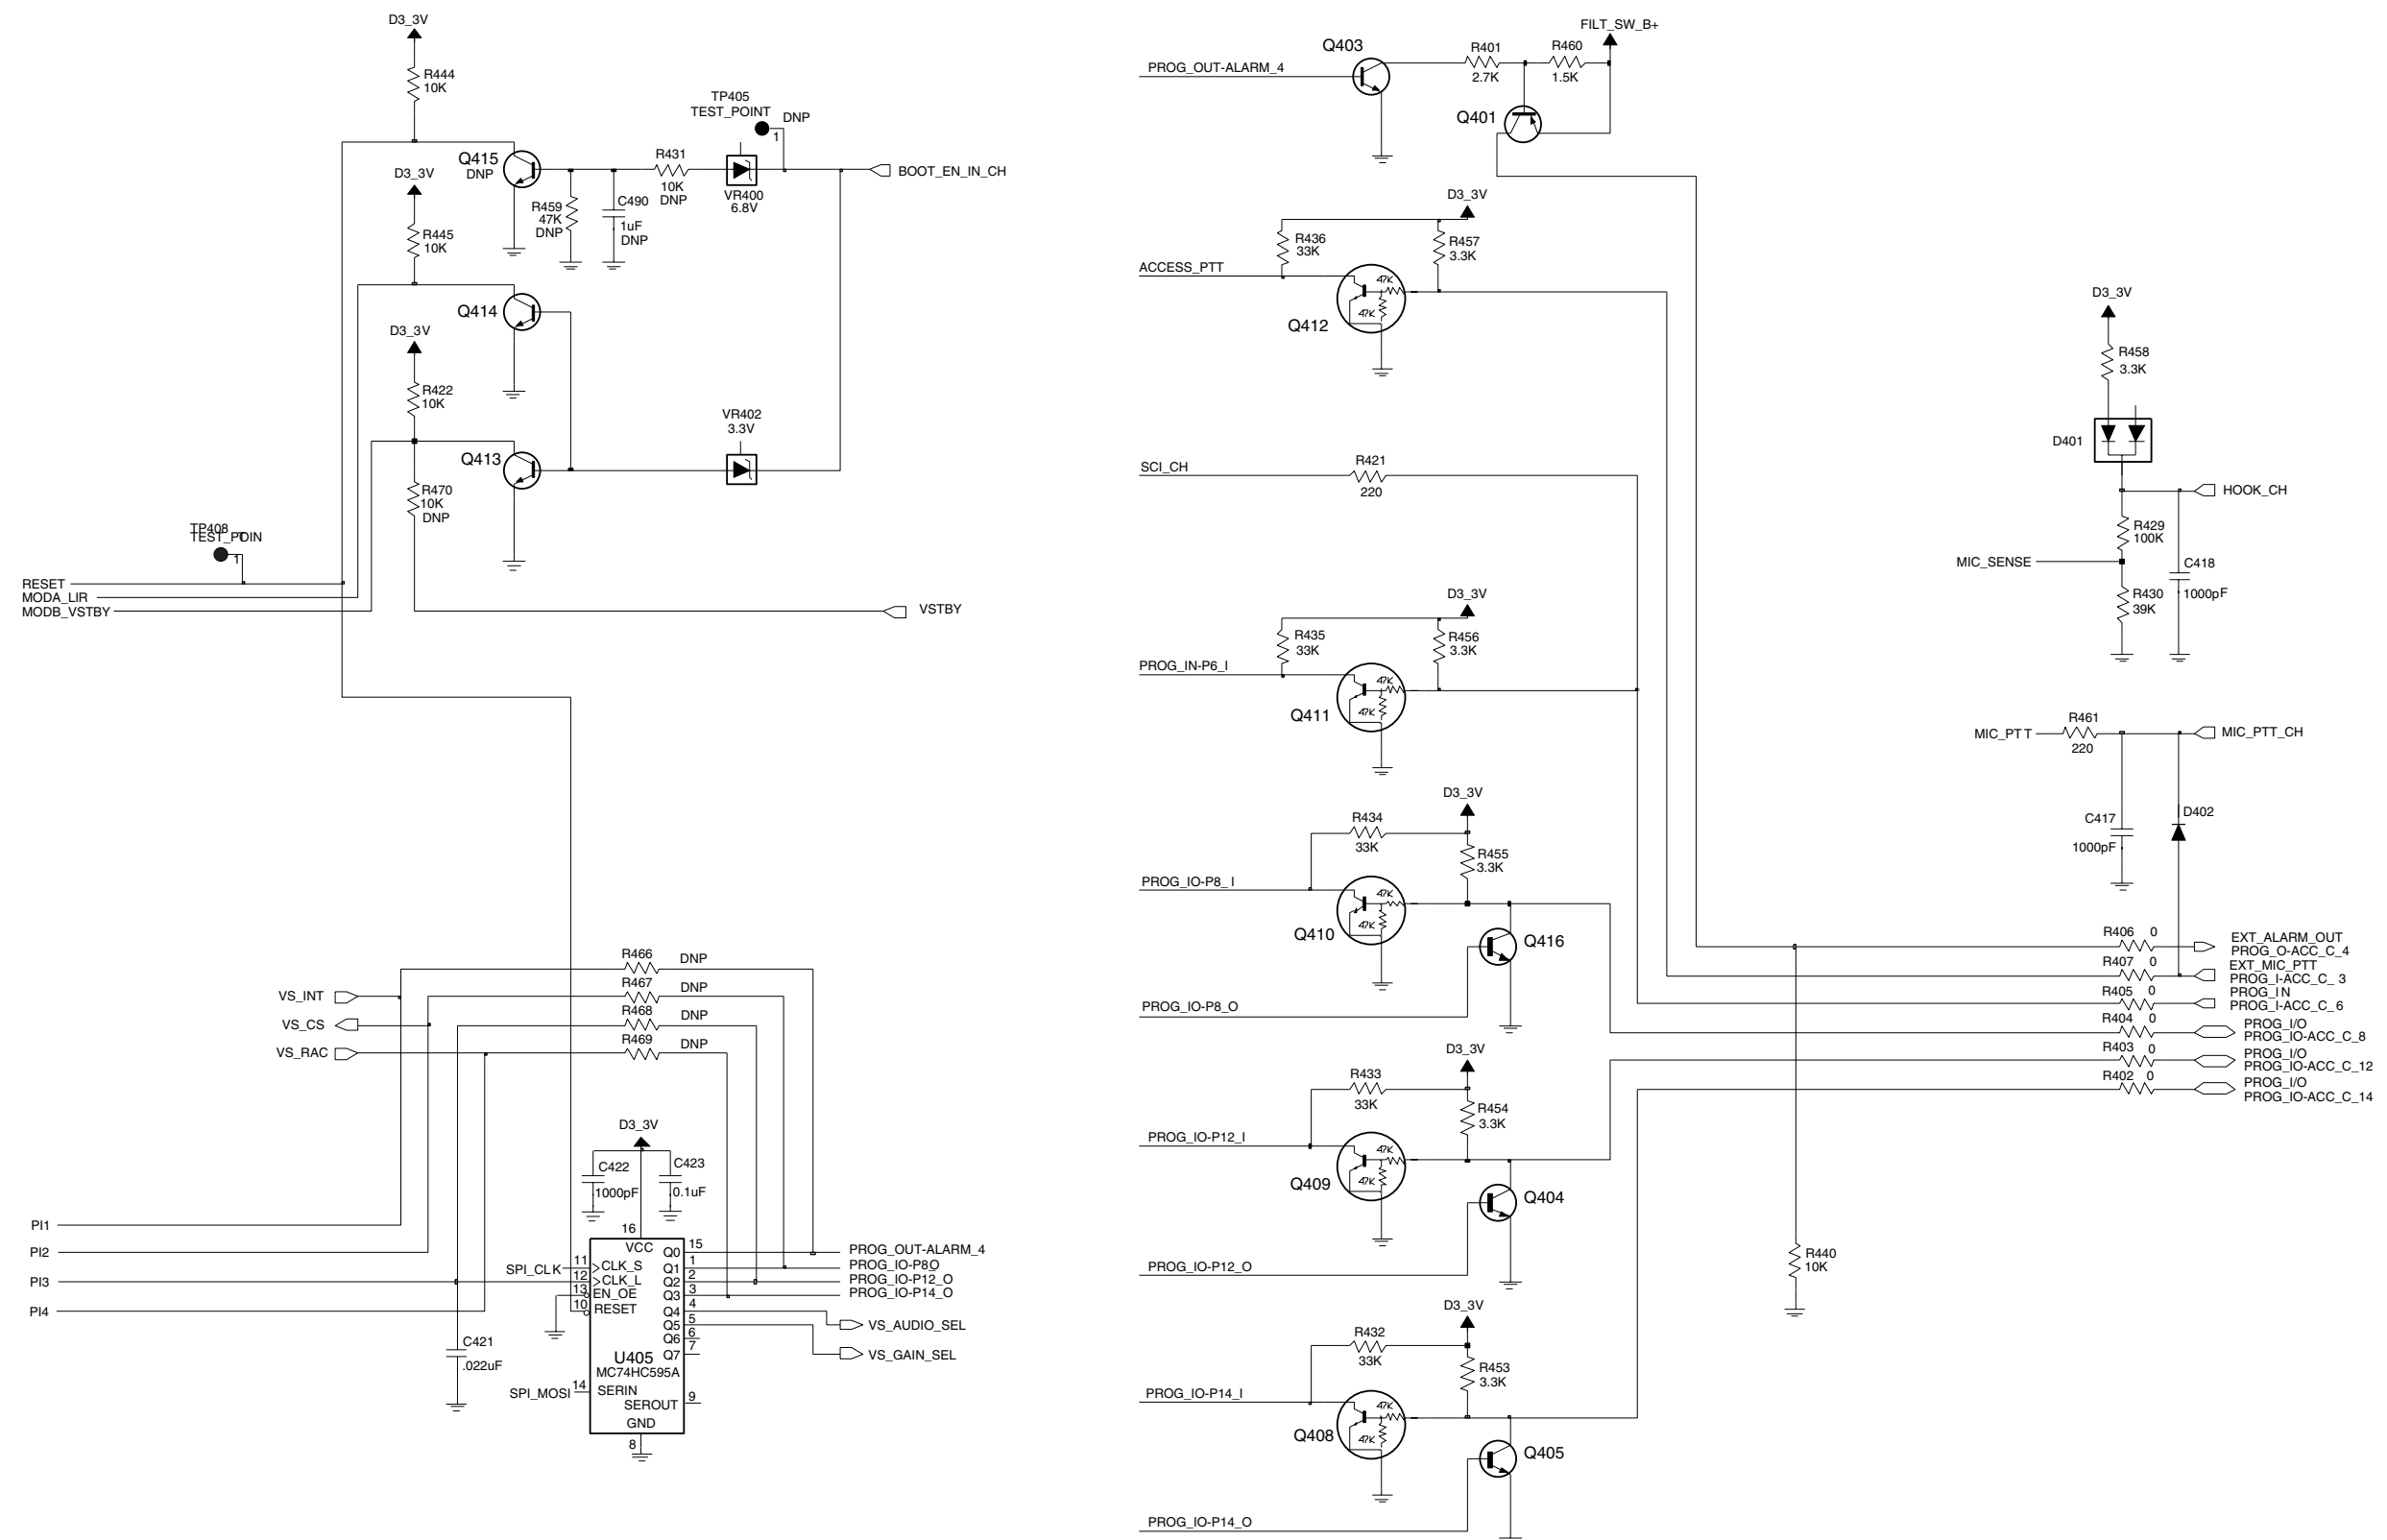 D3_3V
R444
10K
TP405
TEST_POINT
DNP
1
Q415
DNP
R431
10K
DNP
VR400
6.8V
BOOT_EN_IN_CH
D3_3V
R459
47K
DNP
C490
1uF
DNP
R445
10K
Q414
D3_3V
R422
10K
VR402
3.3V
Q413
R470
10K
DNP
TP408
TEST_POIN
1
RESET
MODA_LIR
MODB_VSTBY
VSTBY
R466
DNP
VS_INT
R467
DNP
VS_CS
R468
DNP
VS_RAC
R469
DNP
D3_3V
C422
1000pF
C423
0.1uF
PI1
PI2
PI3
PI4
16
VCC
SPI_CLK
11
CLK_S
12
CLK_L
13
EN_OE
10
RESET
Q0
15
PROG_OUT-ALARM_4
Q1
1
PROG_IO-P8O
Q2
2
PROG_IO-P12_O
Q3
3
PROG_IO-P14_O
Q4
4
VS_AUDIO_SEL
Q5
5
Q6
6
Q7
7
VS_GAIN_SEL
C421
.022uF
U405
MC74HC595A
SPI_MOSI
14
SERIN
SEROUT
9
GND
8
PROG_OUT-ALARM_4
Q403
R401
2.7K
R460
1.5K
FILT_SW_B+
Q401
D3_3V
R436
33K
R457
3.3K
ACCESS_PTT
47K
47K
Q412
SCI_CH
R421
220
D3_3V
R435
33K
R456
3.3K
PROG_IN-P6_I
47K
47K
Q411
D3_3V
R434
33K
R455
3.3K
PROG_IO-P8_I
47K
47K
Q410
Q416
PROG_IO-P8_O
D3_3V
R433
33K
R454
3.3K
PROG_IO-P12_I
47K
47K
Q409
Q404
PROG_IO-P12_O
D3_3V
R432
33K
R453
3.3K
PROG_IO-P14_I
47K
47K
Q408
Q405
PROG_IO-P14_O
R440
10K
D3_3V
R458
3.3K
D401
HOOK_CH
R429
100K
MIC_SENSE
C418
1000pF
R430
39K
MIC_PTT
R461
220
MIC_PTT_CH
C417
1000pF
D402
R406 0
EXT_ALARM_OUT
PROG_O-ACC_C_4
R407 0
EXT_MIC_PTT
PROG_I-ACC_C_3
R405 0
PROG_IN
PROG_I-ACC_C_6
R404 0
PROG_I/O
PROG_IO-ACC_C_8
R403 0
PROG_I/O
PROG_IO-ACC_C_12
R402 0
PROG_I/O
PROG_IO-ACC_C_14